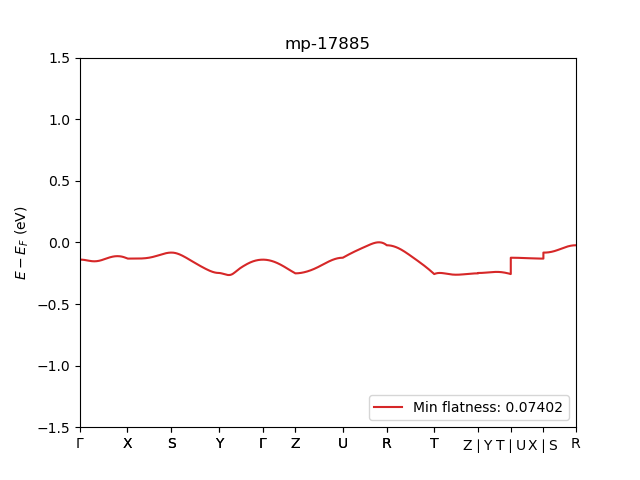 mp-17885
1.5
1.0
0.5
0.0
−0.5
−1.0
−1.5
E − E_F (eV)
Min flatness: 0.07402
Γ X S Y Γ Z U R T Z | Y T | U X | S R